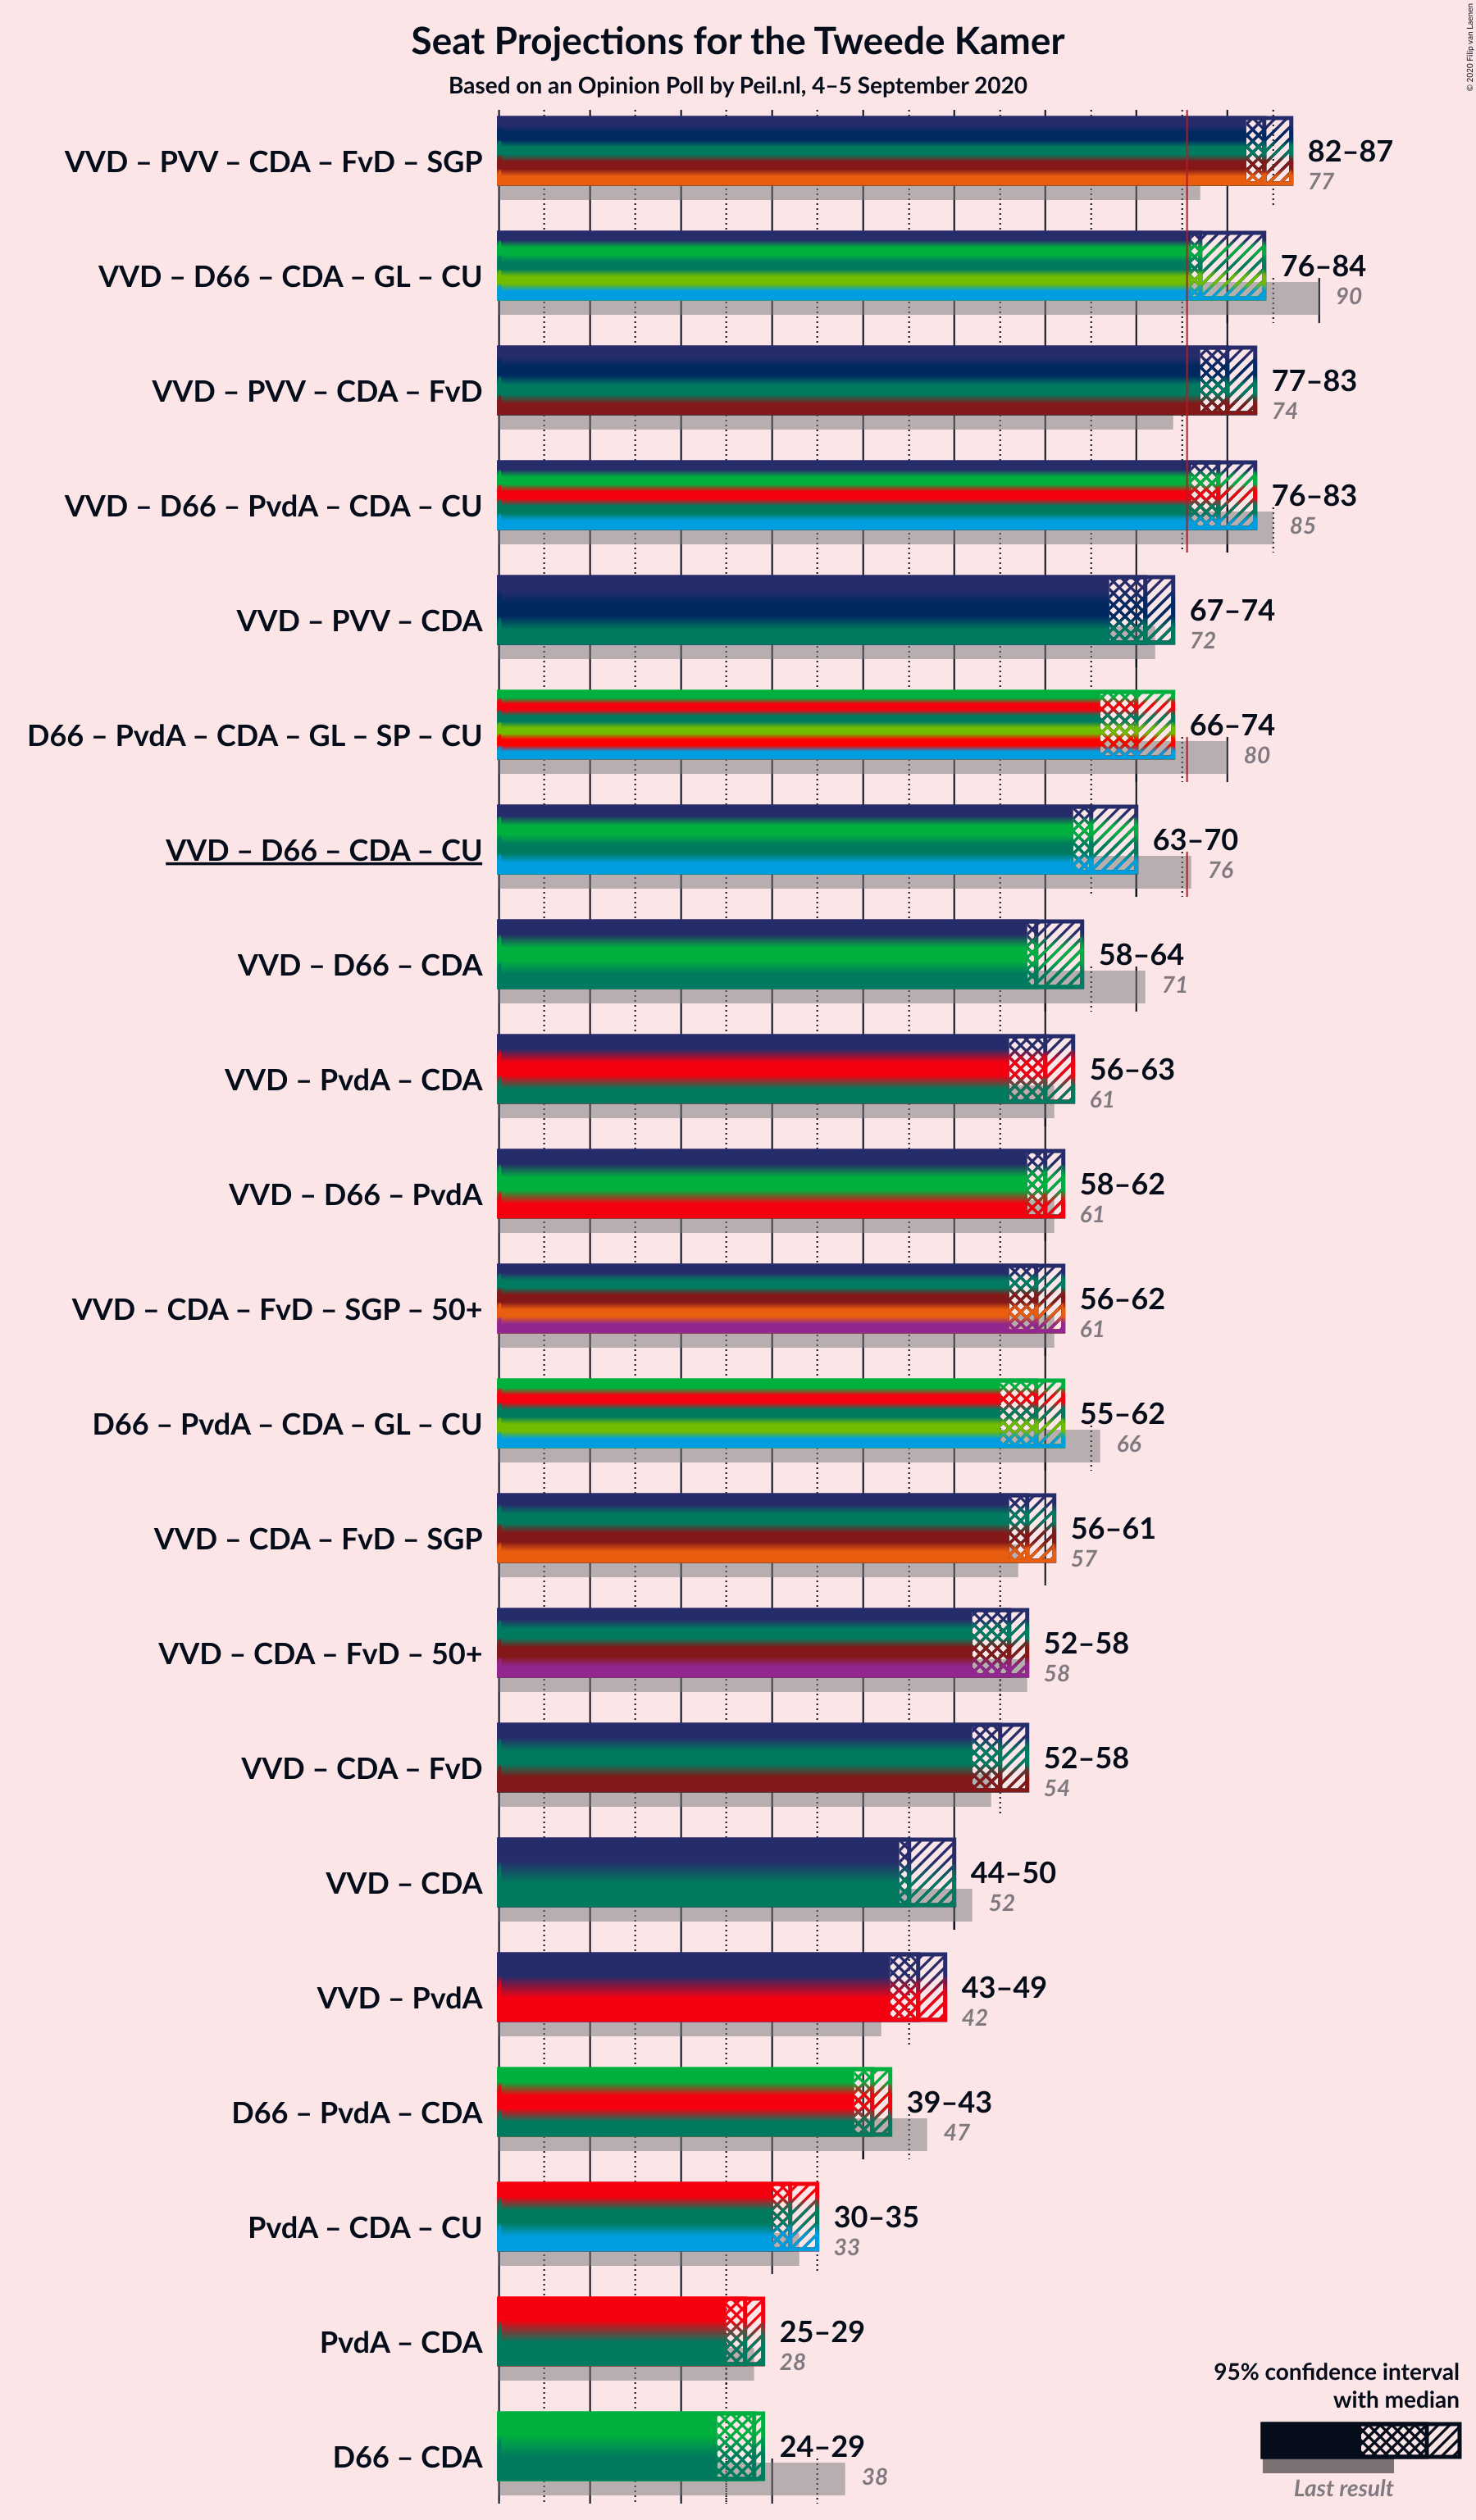 Seat Projections for the Tweede Kamer
Based on an Opinion Poll by Peil.nl, 4–5 September 2020
© 2020 Filip van Laenen
VVD – PVV – CDA – FvD – SGP
82–87
77
VVD – D66 – CDA – GL – CU
76–84
90
VVD – PVV – CDA – FvD
77–83
74
VVD – D66 – PvdA – CDA – CU
76–83
85
VVD – PVV – CDA
67–74
72
D66 – PvdA – CDA – GL – SP – CU
66–74
80
VVD – D66 – CDA – CU
63–70
76
VVD – D66 – CDA
58–64
71
VVD – PvdA – CDA
56–63
61
VVD – D66 – PvdA
58–62
61
VVD – CDA – FvD – SGP – 50+
56–62
61
D66 – PvdA – CDA – GL – CU
55–62
66
VVD – CDA – FvD – SGP
56–61
57
VVD – CDA – FvD – 50+
52–58
58
VVD – CDA – FvD
52–58
54
VVD – CDA
44–50
52
VVD – PvdA
43–49
42
D66 – PvdA – CDA
39–43
47
PvdA – CDA – CU
30–35
33
PvdA – CDA
25–29
28
D66 – CDA
24–29
38
95% confidence interval
with median
Last result